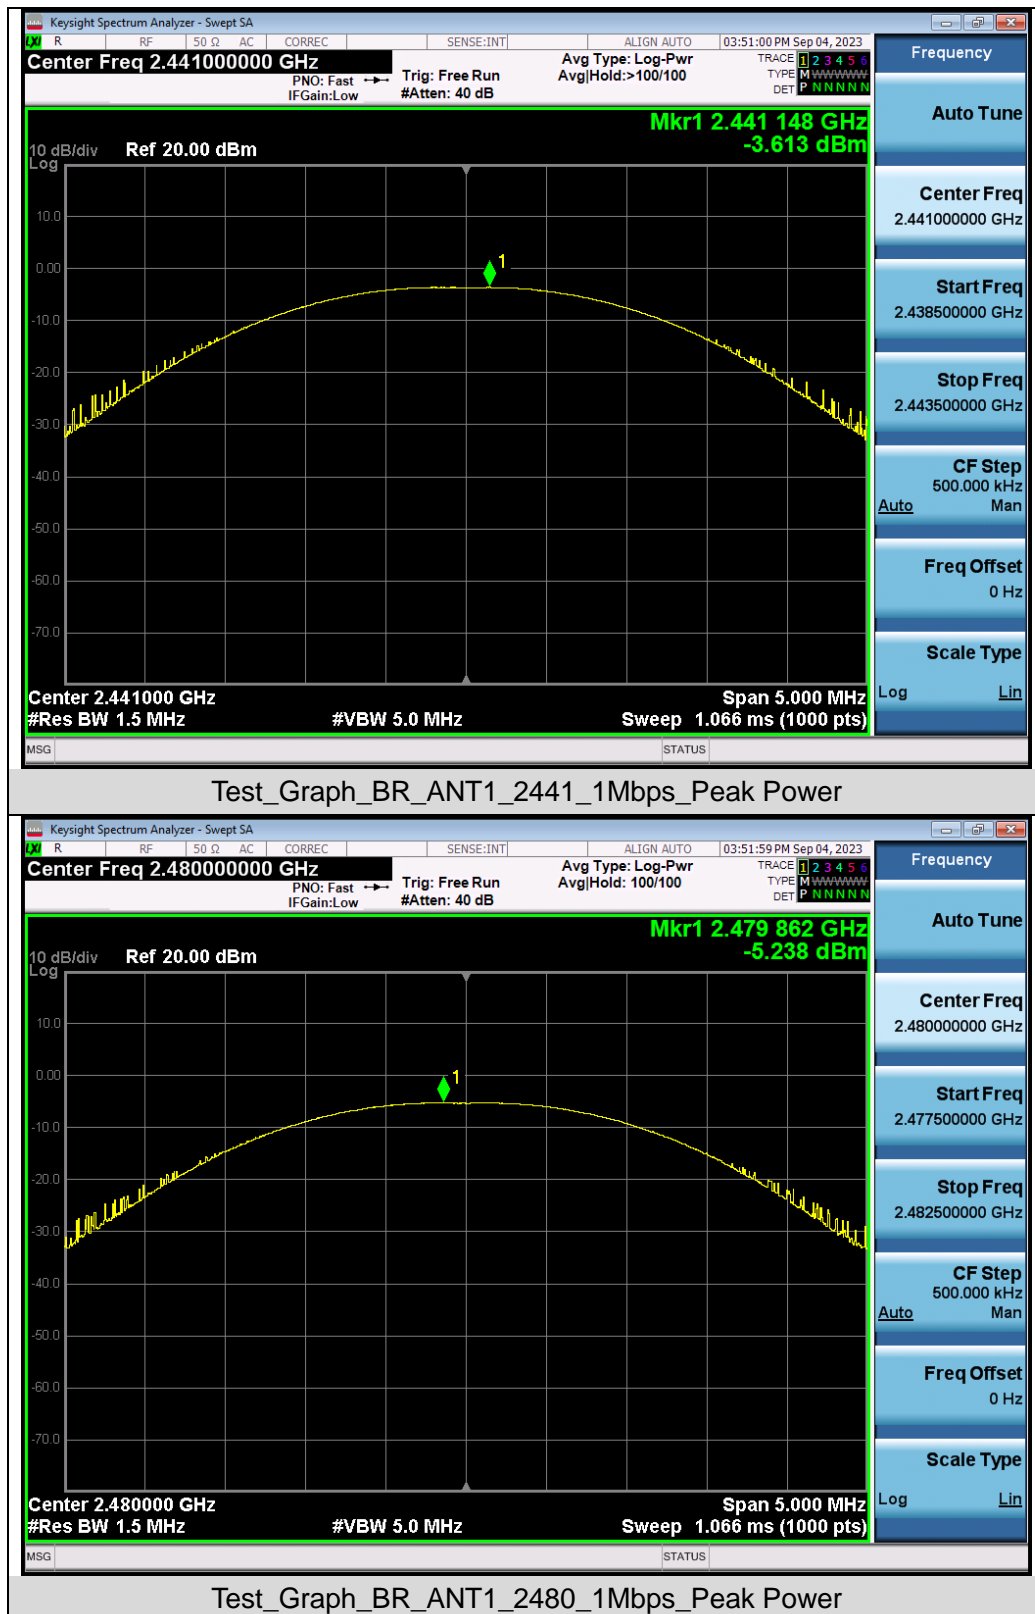 Keysight Spectrum Analyzer - Swept SA
LXI R RF 50 Ω AC CORREC SENSE:INT ALIGN AUTO 03:51:00 PM Sep 04, 2023
Center Freq 2.441000000 GHz
PNO: Fast
IFGain:Low
Trig: Free Run
#Atten: 40 dB
Avg Type: Log-Pwr
Avg|Hold:>100/100
TRACE 1 2 3 4 5 6
TYPE M WWWWW
DET P N N N N N
Mkr1 2.441 148 GHz
-3.613 dBm
10 dB/div
Log
Ref 20.00 dBm
10.0
0.00
-10.0
-20.0
-30.0
-40.0
-50.0
-60.0
-70.0
1
Center 2.441000 GHz
Span 5.000 MHz
#Res BW 1.5 MHz
#VBW 5.0 MHz
Sweep 1.066 ms (1000 pts)
MSG
STATUS
Frequency
Auto Tune
Center Freq
2.441000000 GHz
Start Freq
2.438500000 GHz
Stop Freq
2.443500000 GHz
CF Step
500.000 kHz
Auto Man
Freq Offset
0 Hz
Scale Type
Log Lin
Test_Graph_BR_ANT1_2441_1Mbps_Peak Power
Keysight Spectrum Analyzer - Swept SA
LXI R RF 50 Ω AC CORREC SENSE:INT ALIGN AUTO 03:51:59 PM Sep 04, 2023
Center Freq 2.480000000 GHz
PNO: Fast
IFGain:Low
Trig: Free Run
#Atten: 40 dB
Avg Type: Log-Pwr
Avg|Hold: 100/100
TRACE 1 2 3 4 5 6
TYPE M WWWWW
DET P N N N N N
Mkr1 2.479 862 GHz
-5.238 dBm
10 dB/div
Log
Ref 20.00 dBm
10.0
0.00
-10.0
-20.0
-30.0
-40.0
-50.0
-60.0
-70.0
1
Center 2.480000 GHz
Span 5.000 MHz
#Res BW 1.5 MHz
#VBW 5.0 MHz
Sweep 1.066 ms (1000 pts)
MSG
STATUS
Frequency
Auto Tune
Center Freq
2.480000000 GHz
Start Freq
2.477500000 GHz
Stop Freq
2.482500000 GHz
CF Step
500.000 kHz
Auto Man
Freq Offset
0 Hz
Scale Type
Log Lin
Test_Graph_BR_ANT1_2480_1Mbps_Peak Power